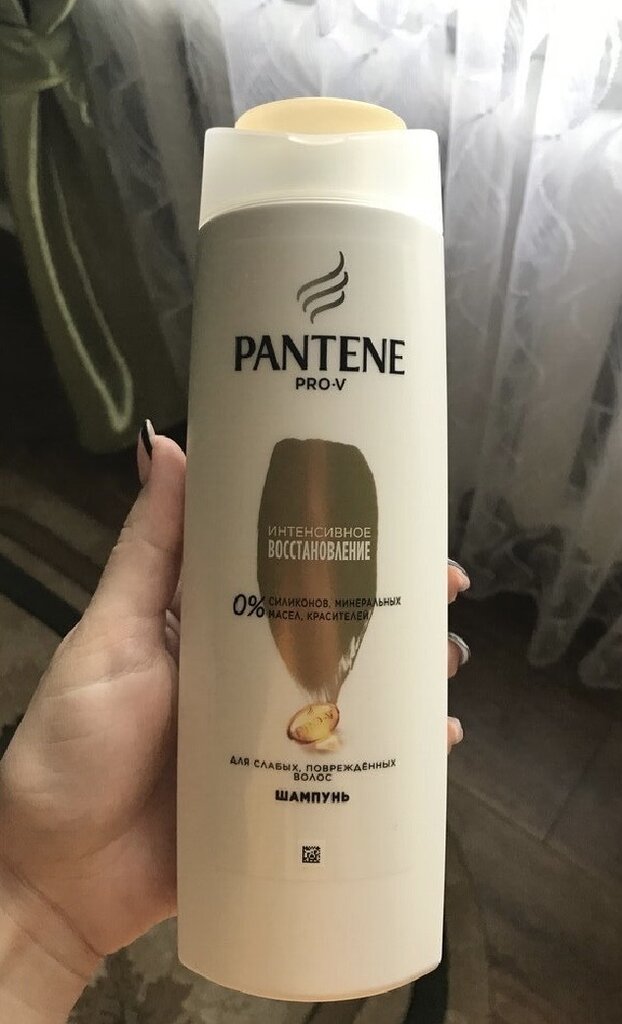 PANTENE
PRO-V
ИНТЕНСИВНОЕ
ВОССТАНОВЛЕНИЕ
0% СИЛИКОНОВ, МИНЕРАЛЬНЫХ
МАСЕЛ, КРАСИТЕЛЕЙ
ДЛЯ СЛАБЫХ, ПОВРЕЖДЁННЫХ
ВОЛОС
ШАМПУНЬ